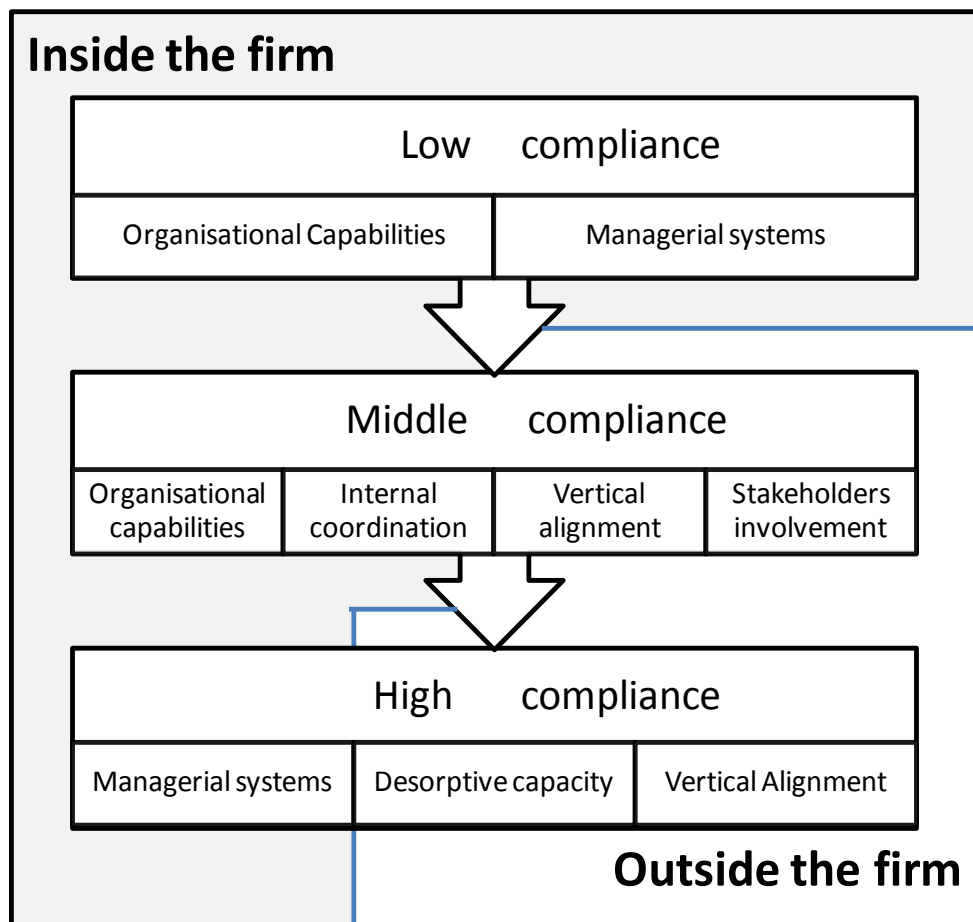 Inside the firm
Low compliance
Organisational Capabilities
Managerial systems
Middle compliance
Organisational
capabilities
Internal
coordination
Vertical
alignment
Stakeholders
involvement
High compliance
Managerial systems
Desorptive capacity
Vertical Alignment
Outside the firm